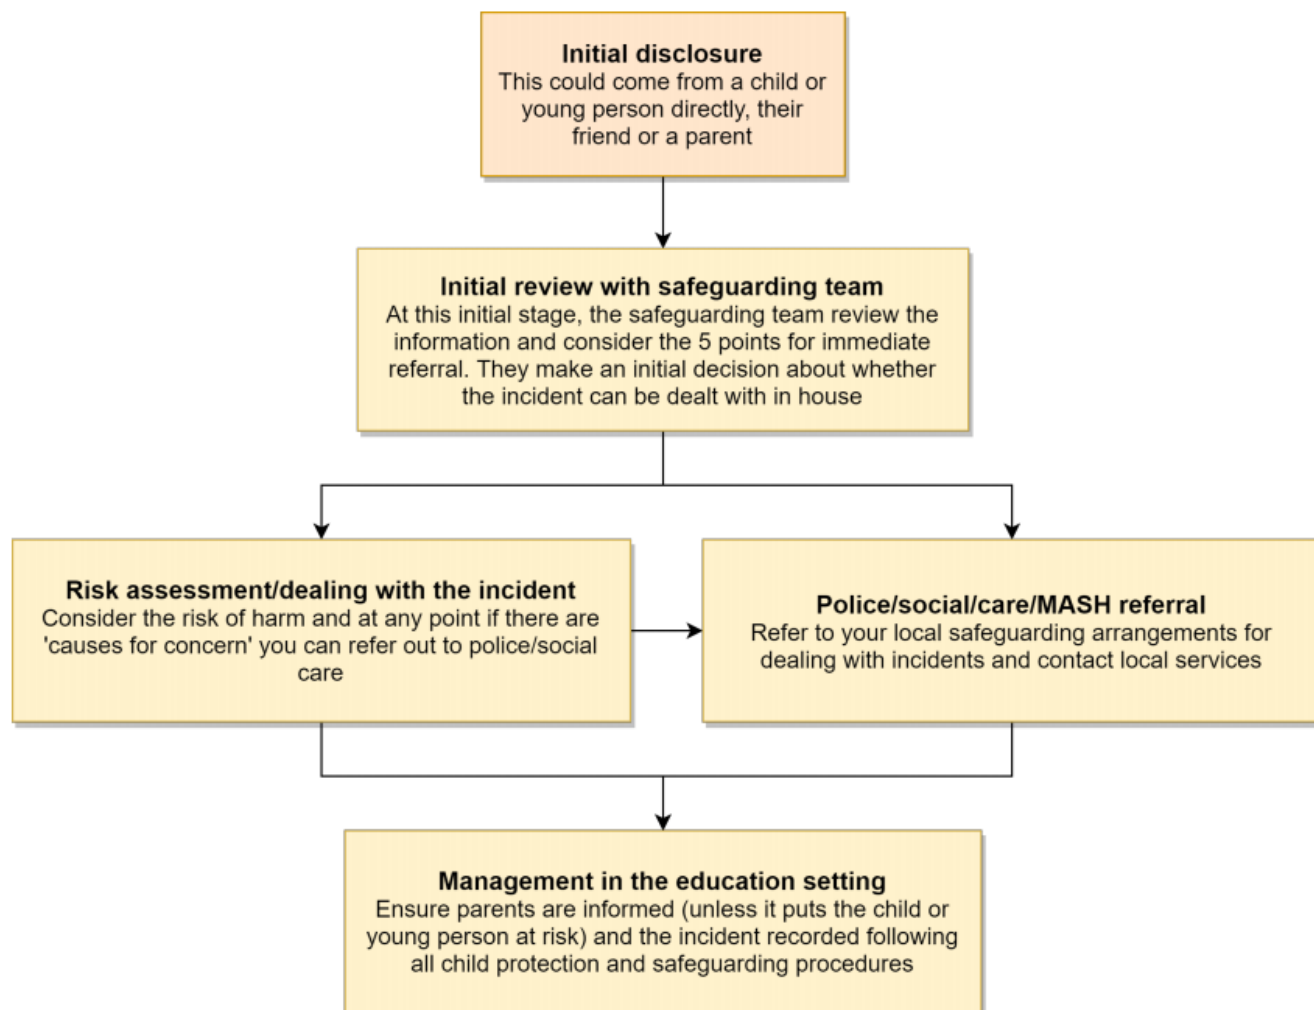 Initial disclosure
This could come from a child or
young person directly, their
friend or a parent
Initial review with safeguarding team
At this initial stage, the safeguarding team review the
information and consider the 5 points for immediate
referral. They make an initial decision about whether
the incident can be dealt with in house
Risk assessment/dealing with the incident
Consider the risk of harm and at any point if there are
'causes for concern' you can refer out to police/social
care
Police/social/care/MASH referral
Refer to your local safeguarding arrangements for
dealing with incidents and contact local services
Management in the education setting
Ensure parents are informed (unless it puts the child or
young person at risk) and the incident recorded following
all child protection and safeguarding procedures